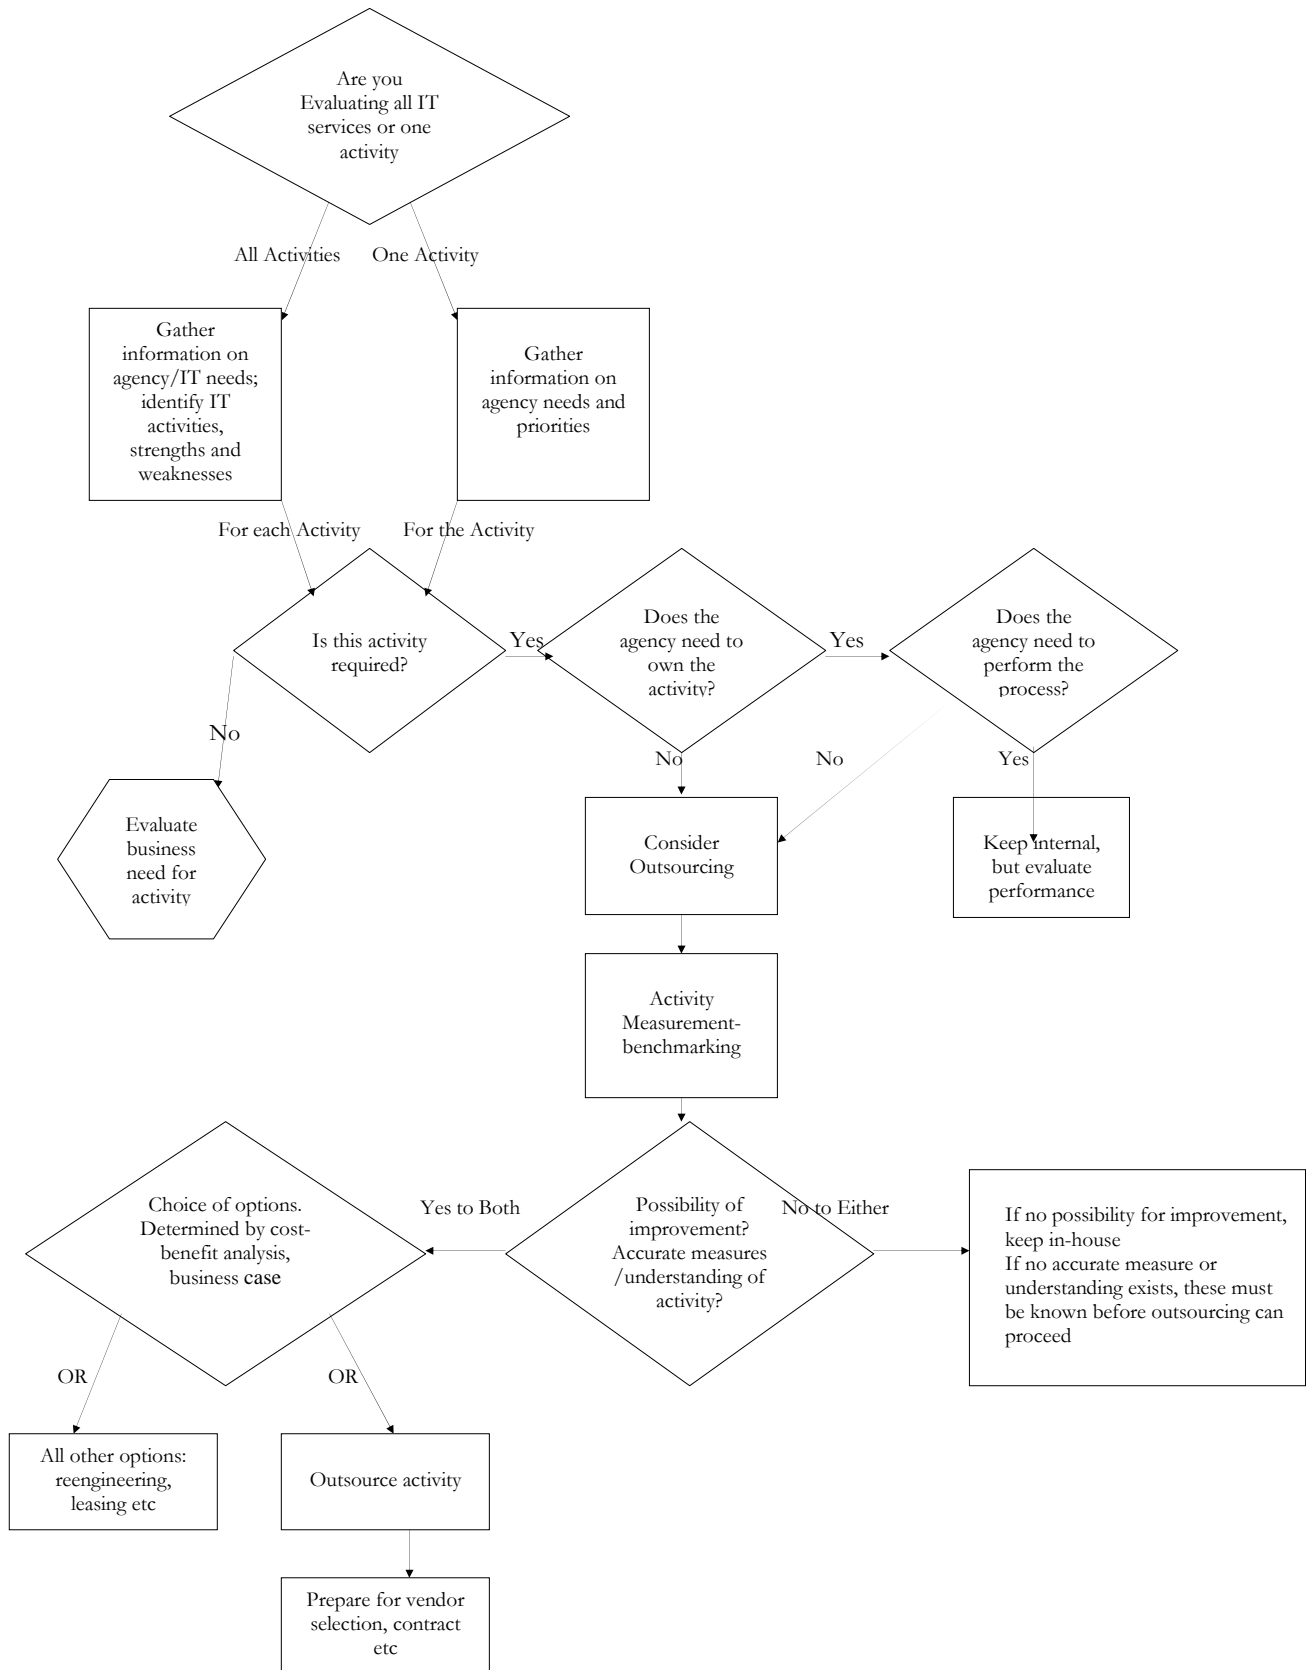 Are you
Evaluating all IT
services or one
activity
All Activities
One Activity
Gather
information on
agency/IT needs;
identify IT
activities,
strengths and
weaknesses
Gather
information on
agency needs and
priorities
For each Activity
For the Activity
Is this activity
required?
Yes
Does the
agency need to
own the
activity?
Yes
Does the
agency need to
perform the
process?
No
No
No
Yes
Evaluate
business
need for
activity
Consider
Outsourcing
Keep internal,
but evaluate
performance
Activity
Measurement-
benchmarking
Choice of options.
Determined by cost-
benefit analysis,
business case
Yes to Both
Possibility of
improvement?
Accurate measures
/understanding of
activity?
No to Either
If no possibility for improvement,
keep in-house
If no accurate measure or
understanding exists, these must
be known before outsourcing can
proceed
OR
OR
All other options:
reengineering,
leasing etc
Outsource activity
Prepare for vendor
selection, contract
etc